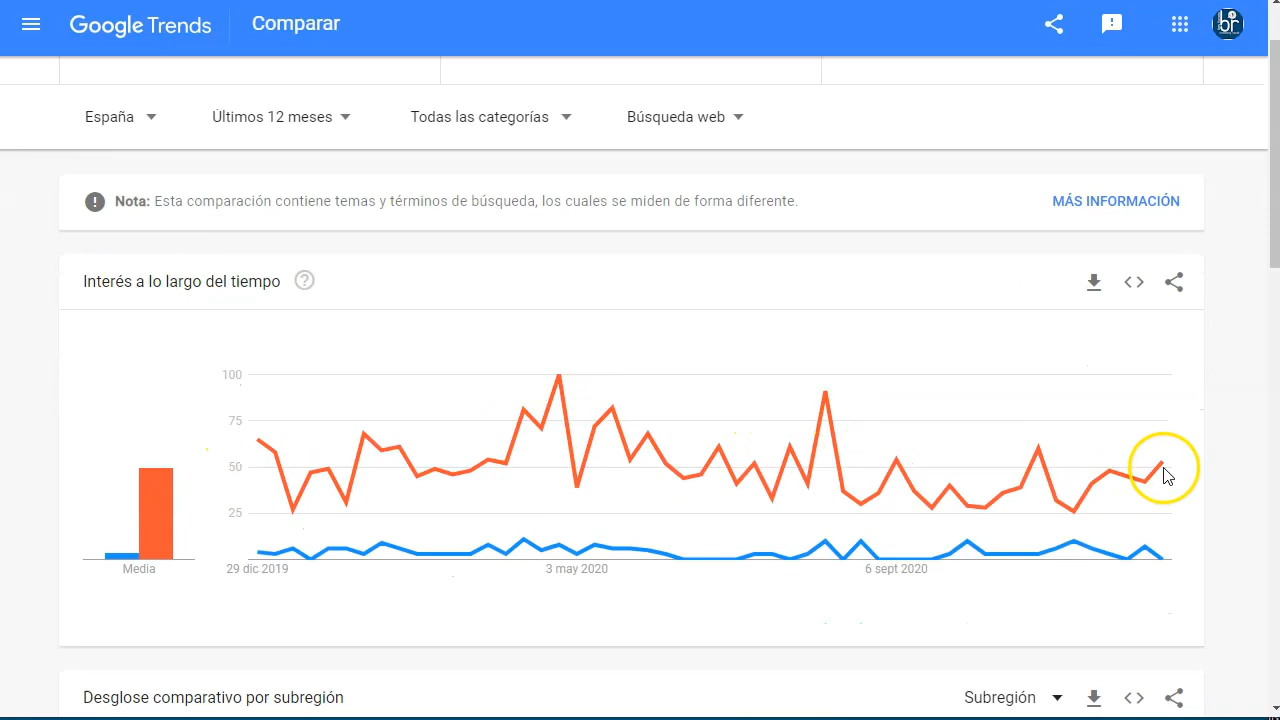 Google Trends Comparar br
España Últimos 12 meses Todas las categorías Búsqueda web
Nota: Esta comparación contiene temas y términos de búsqueda, los cuales se miden de forma diferente. MÁS INFORMACIÓN
Interés a lo largo del tiempo ?
100
75
50
25
Media 29 dic 2019 3 may 2020 6 sept 2020
Desglose comparativo por subregión Subregión